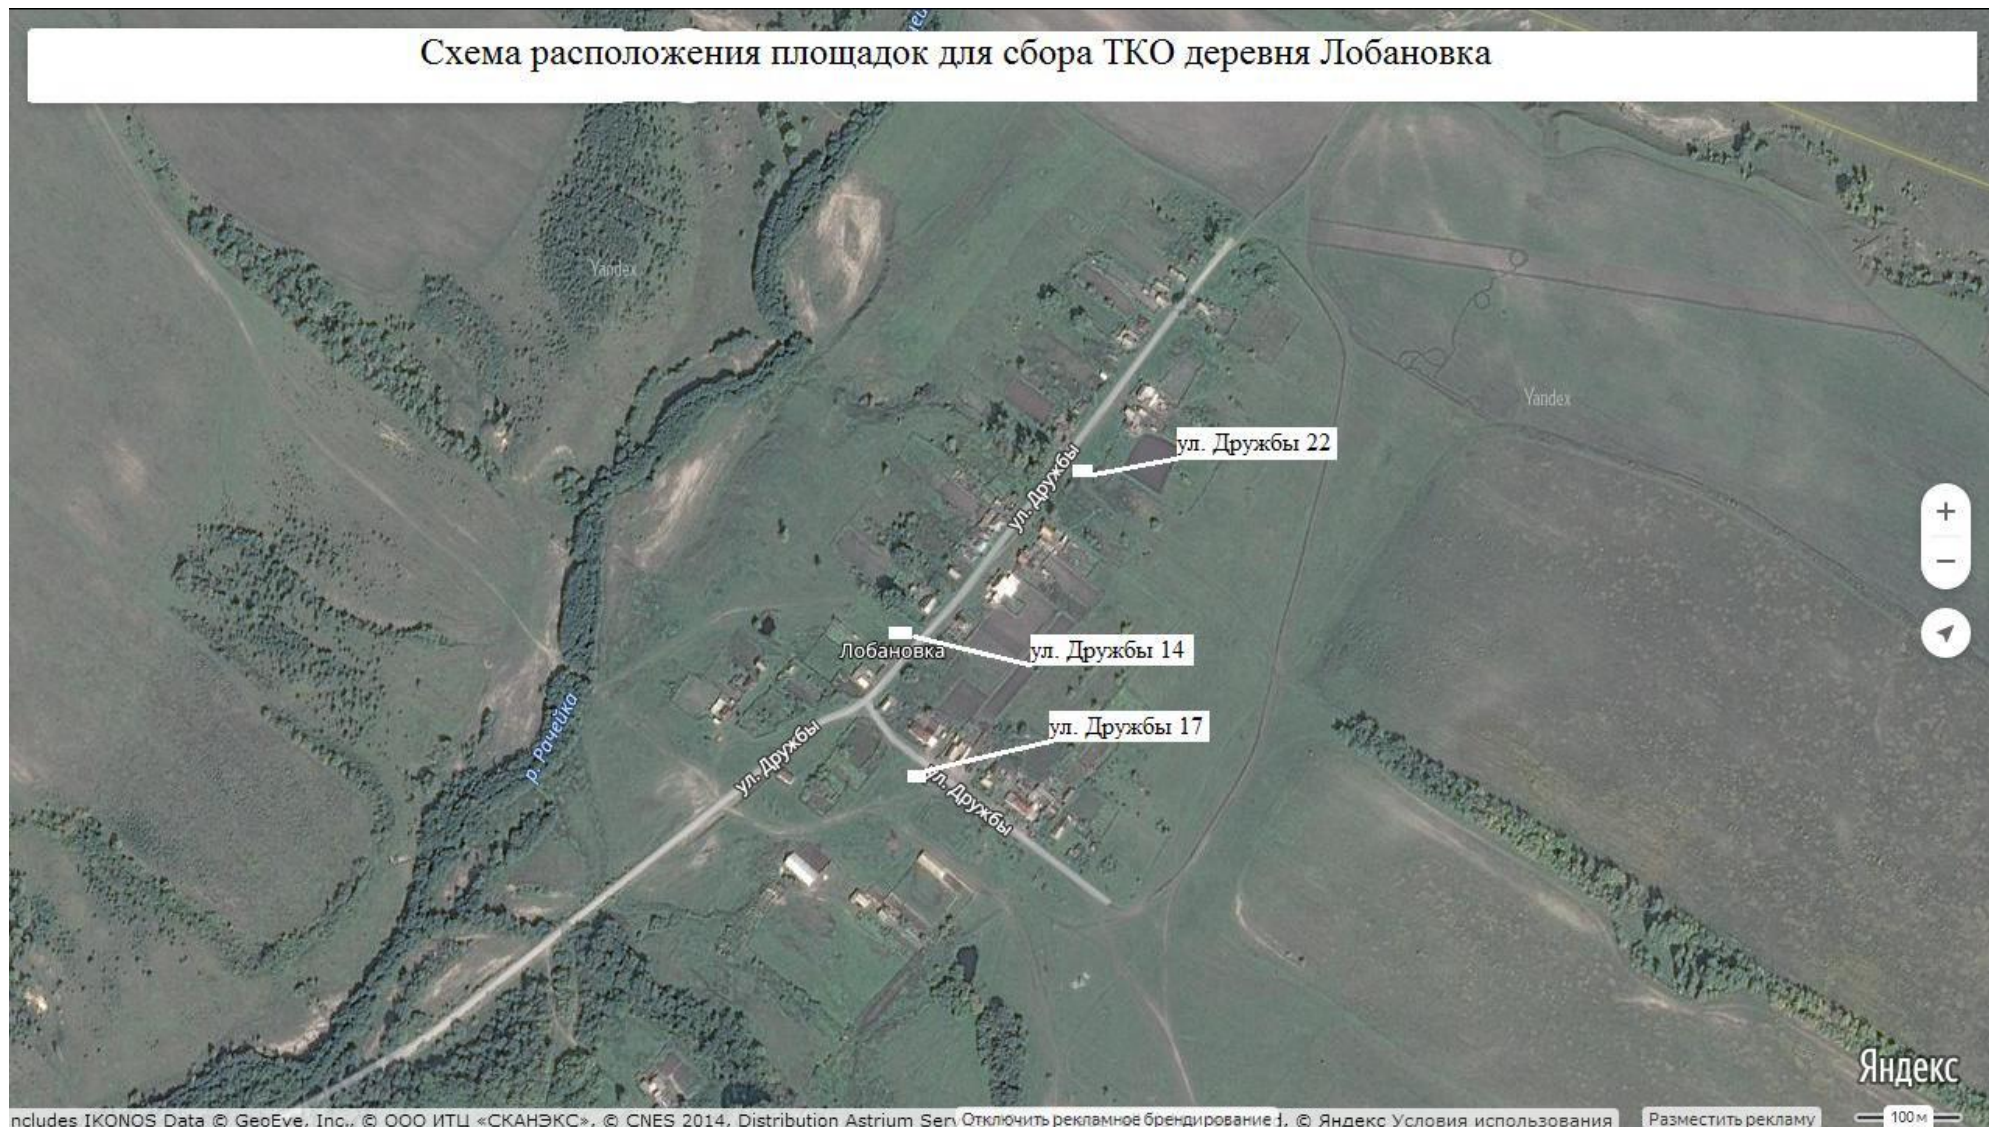 Схема расположения площадок для сбора ТКО деревня Лобановка
Yandex
Yandex
ул. Дружбы 22
ул. Дружбы
Лобановка
ул. Дружбы 14
ул. Дружбы 17
р. Рачейка
ул. Дружбы
ул. Дружбы
+
−
Яндекс
ncludes IKONOS Data © GeoEye, Inc., © ООО ИТЦ «СКАНЭКС», © CNES 2014, Distribution Astrium Ser Отключить рекламное брендирование d, © Яндекс Условия использования
Разместить рекламу
100 м